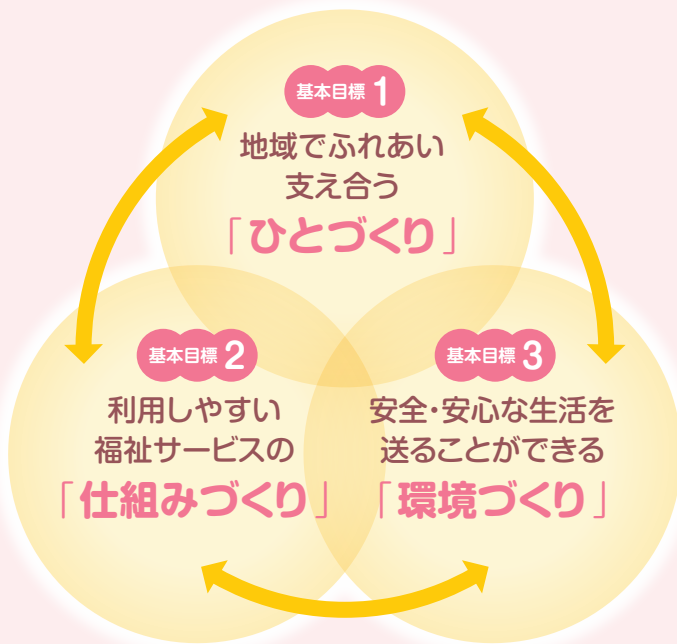 基本目標 1
地域でふれあい
支え合う
「ひとづくり」
基本目標 2
利用しやすい
福祉サービスの
「仕組みづくり」
基本目標 3
安全・安心な生活を
送ることができる
「環境づくり」